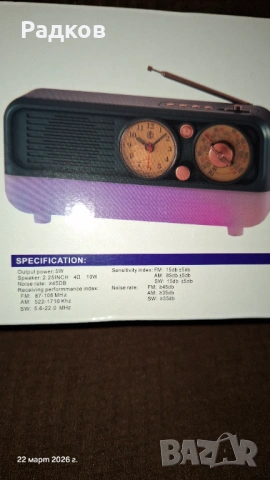 Радков
SPECIFICATION:
Output power: 5W
Speaker: 2.25INCH 4Ω 10W
Noise rate: ≥45DB
Receiving performance index:
FM: 87-108 MHz
AM: 522-1710 Khz
SW: 5.6-22.0 MHz
Sensitivity index: FM: 15db ±5db
AM: 85db ±5db
SW: 15db ±5db
Noise rate: FM: ≥45db
AM: ≥35db
SW: ≥35db
22 март 2026 г.
BAZAR
bg